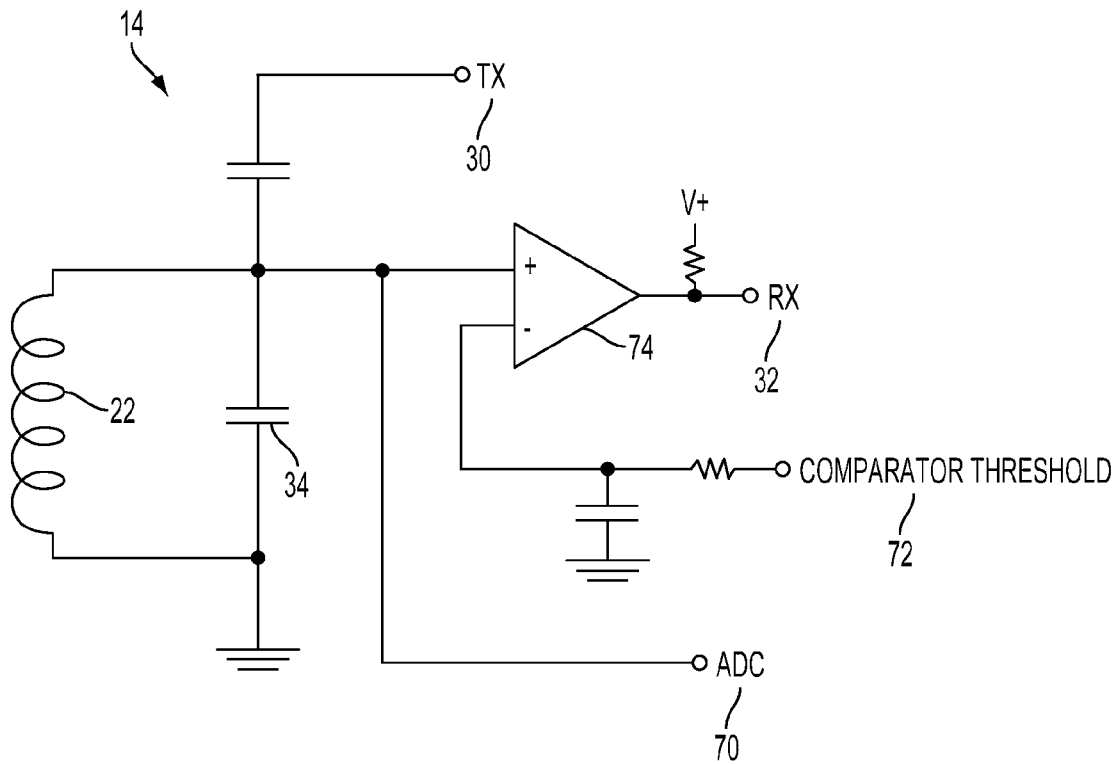 14
TX
30
V+
+
-
74
RX
32
22
34
COMPARATOR THRESHOLD
72
ADC
70